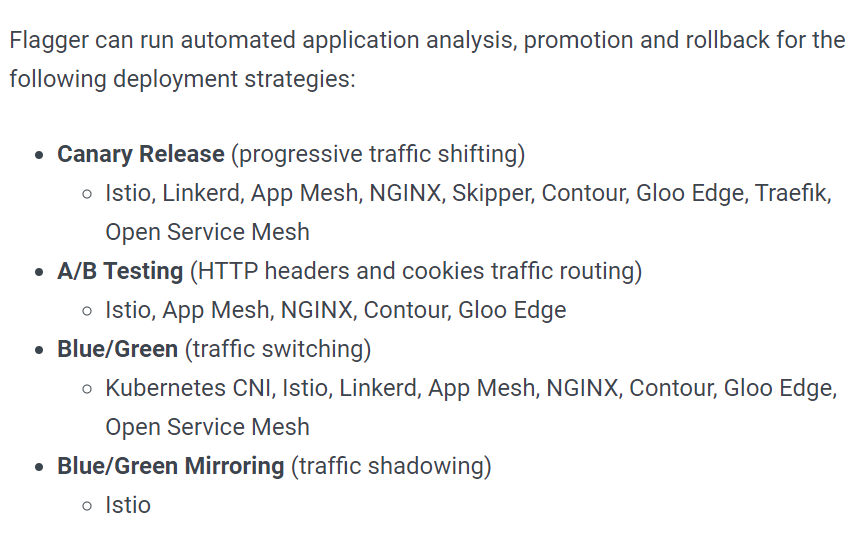 Flagger can run automated application analysis, promotion and rollback for the
following deployment strategies:
• Canary Release (progressive traffic shifting)
◦ Istio, Linkerd, App Mesh, NGINX, Skipper, Contour, Gloo Edge, Traefik,
Open Service Mesh
• A/B Testing (HTTP headers and cookies traffic routing)
◦ Istio, App Mesh, NGINX, Contour, Gloo Edge
• Blue/Green (traffic switching)
◦ Kubernetes CNI, Istio, Linkerd, App Mesh, NGINX, Contour, Gloo Edge,
Open Service Mesh
• Blue/Green Mirroring (traffic shadowing)
◦ Istio